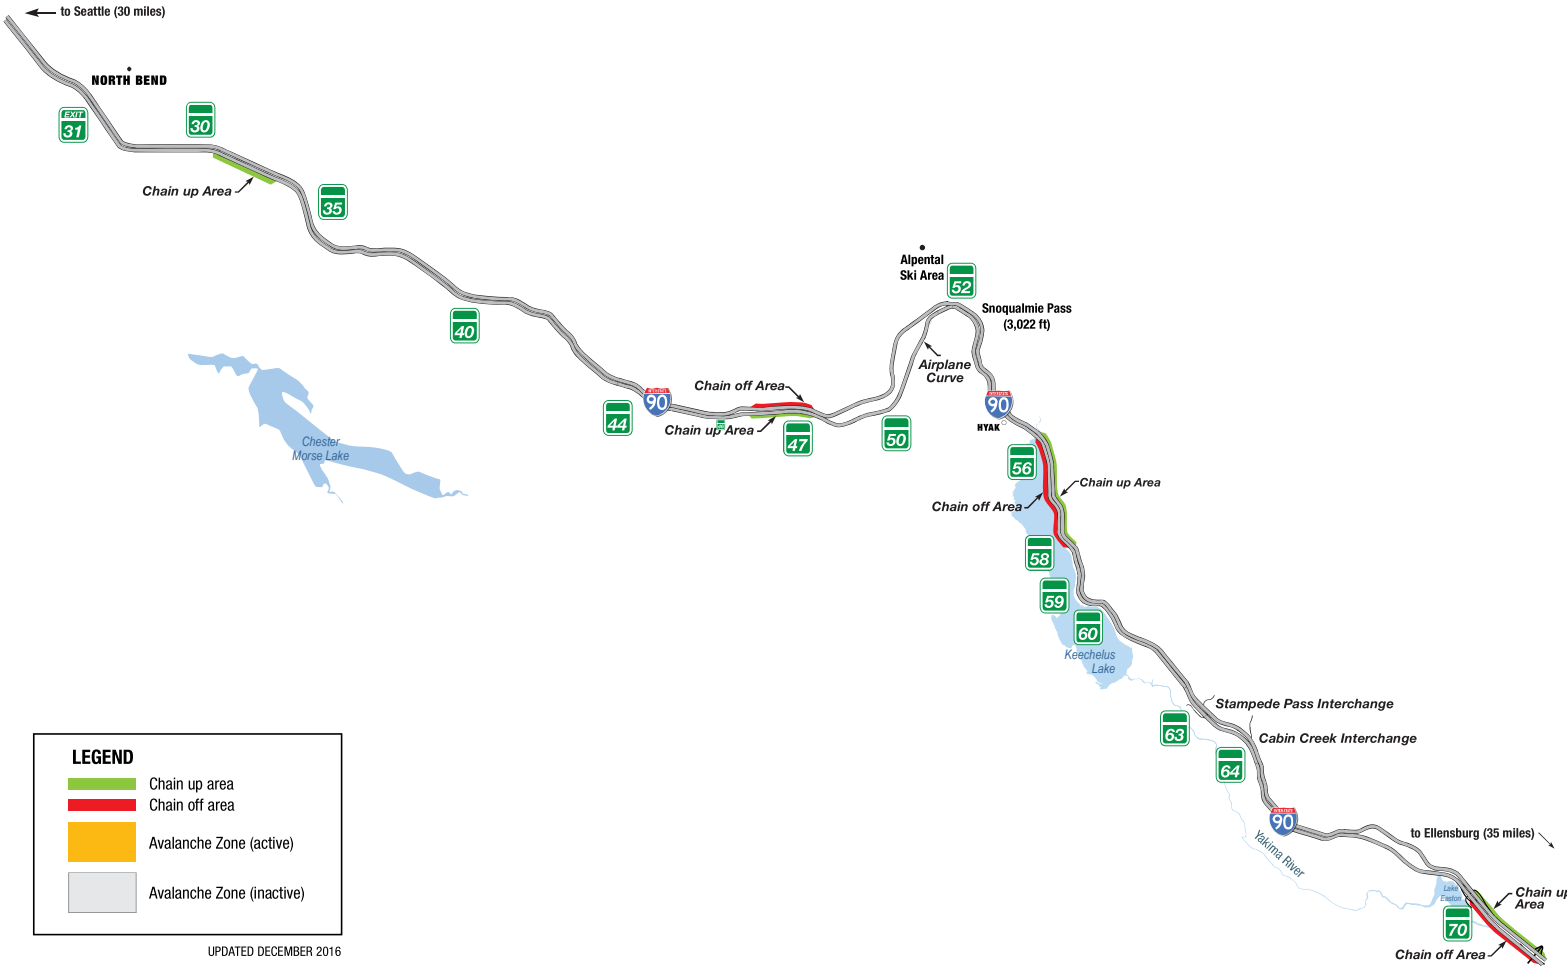 to Seattle (30 miles)
NORTH BEND
EXIT
31
30
Chain up Area
35
40
44
90
Chain off Area
Chain up Area
47
50
Alpental
Ski Area
52
Snoqualmie Pass
(3,022 ft)
Airplane
Curve
90
HYAK
56
Chain up Area
Chain off Area
58
59
60
Keechelus
Lake
Chester
Morse Lake
Stampede Pass Interchange
63
Cabin Creek Interchange
64
90
Yakima River
to Ellensburg (35 miles)
Lake
Easton
Chain up
Area
70
Chain off Area
LEGEND
Chain up area
Chain off area
Avalanche Zone (active)
Avalanche Zone (inactive)
UPDATED DECEMBER 2016